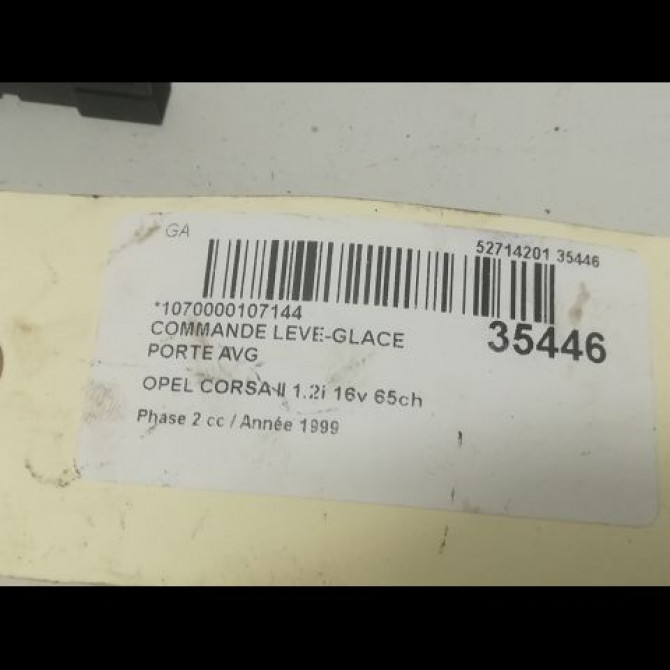 GA
52714201 35446
*1070000107144
35446
COMMANDE LEVE-GLACE
PORTE AVG
OPEL CORSA II 1.2i 16v 65ch
Phase 2 cc / Année 1999